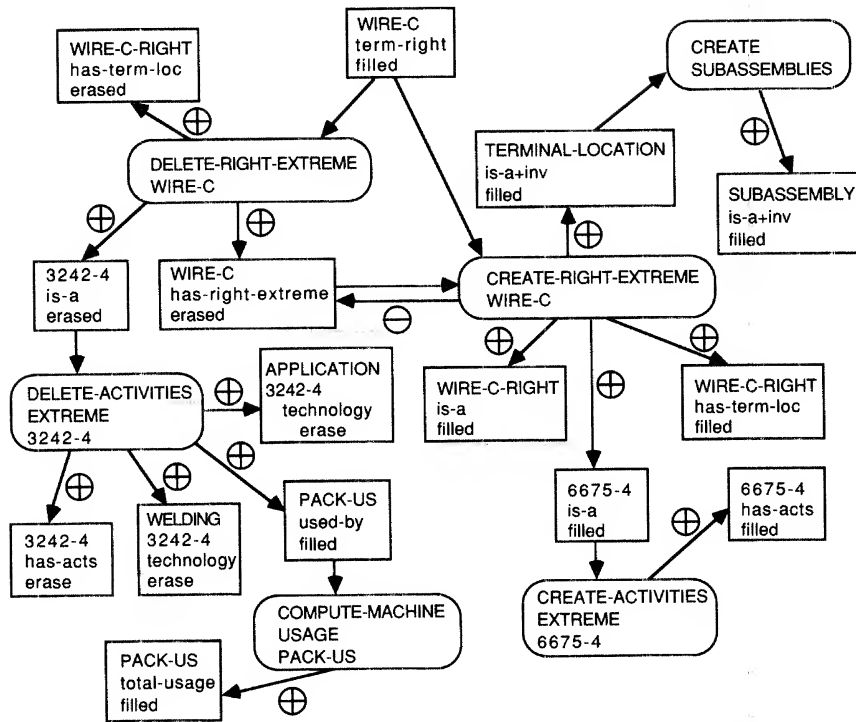 WIRE-C-RIGHT
has-term-loc
erased
WIRE-C
term-right
filled
CREATE
SUBASSEMBLIES
DELETE-RIGHT-EXTREME
WIRE-C
TERMINAL-LOCATION
is-a+inv
filled
SUBASSEMBLY
is-a+inv
filled
3242-4
is-a
erased
WIRE-C
has-right-extreme
erased
CREATE-RIGHT-EXTREME
WIRE-C
DELETE-ACTIVITIES
EXTREME
3242-4
APPLICATION
3242-4
technology
erase
WIRE-C-RIGHT
is-a
filled
WIRE-C-RIGHT
has-term-loc
filled
3242-4
has-acts
erase
WELDING
3242-4
technology
erase
PACK-US
used-by
filled
6675-4
is-a
filled
6675-4
has-acts
filled
COMPUTE-MACHINE
USAGE
PACK-US
CREATE-ACTIVITIES
EXTREME
6675-4
PACK-US
total-usage
filled